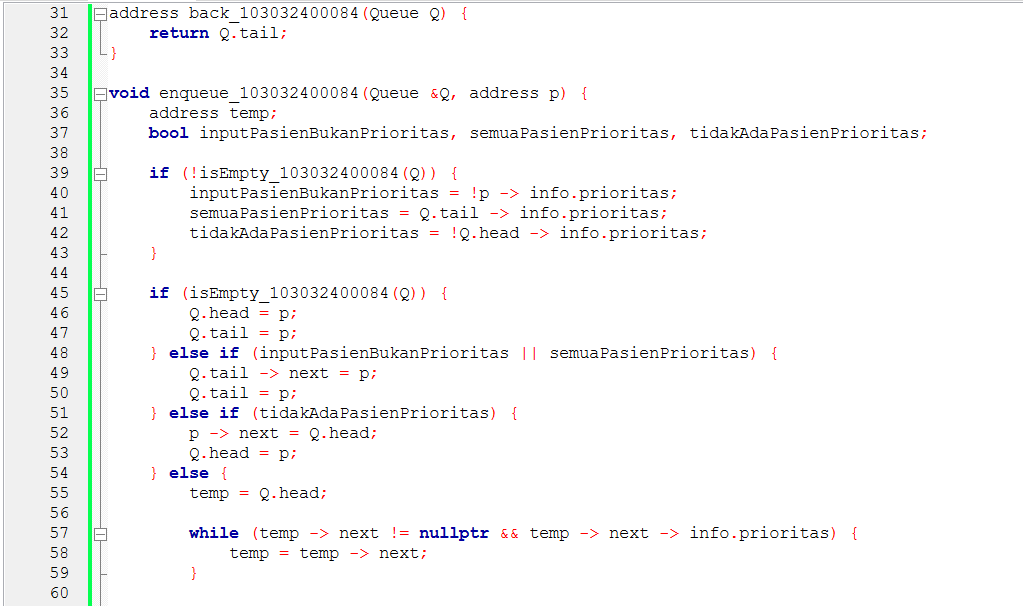 31 address back_103032400084(Queue Q) {
32     return Q.tail;
33 }
34
35 void enqueue_103032400084(Queue &Q, address p) {
36     address temp;
37     bool inputPasienBukanPrioritas, semuaPasienPrioritas, tidakAdaPasienPrioritas;
38
39     if (!isEmpty_103032400084(Q)) {
40         inputPasienBukanPrioritas = !p -> info.prioritas;
41         semuaPasienPrioritas = Q.tail -> info.prioritas;
42         tidakAdaPasienPrioritas = !Q.head -> info.prioritas;
43     }
44
45     if (isEmpty_103032400084(Q)) {
46         Q.head = p;
47         Q.tail = p;
48     } else if (inputPasienBukanPrioritas || semuaPasienPrioritas) {
49         Q.tail -> next = p;
50         Q.tail = p;
51     } else if (tidakAdaPasienPrioritas) {
52         p -> next = Q.head;
53         Q.head = p;
54     } else {
55         temp = Q.head;
56
57         while (temp -> next != nullptr && temp -> next -> info.prioritas) {
58             temp = temp -> next;
59         }
60